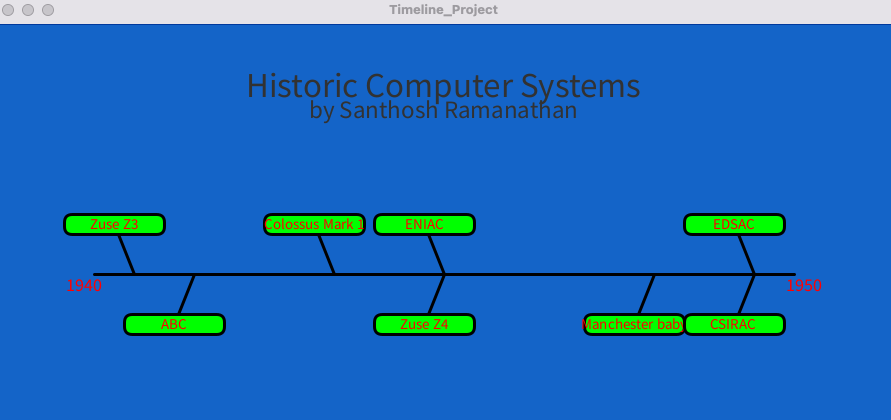 Timeline_Project
Historic Computer Systems
by Santhosh Ramanathan
Zuse Z3
Colossus Mark 1
ENIAC
EDSAC
1940
1950
ABC
Zuse Z4
Manchester baby
CSIRAC